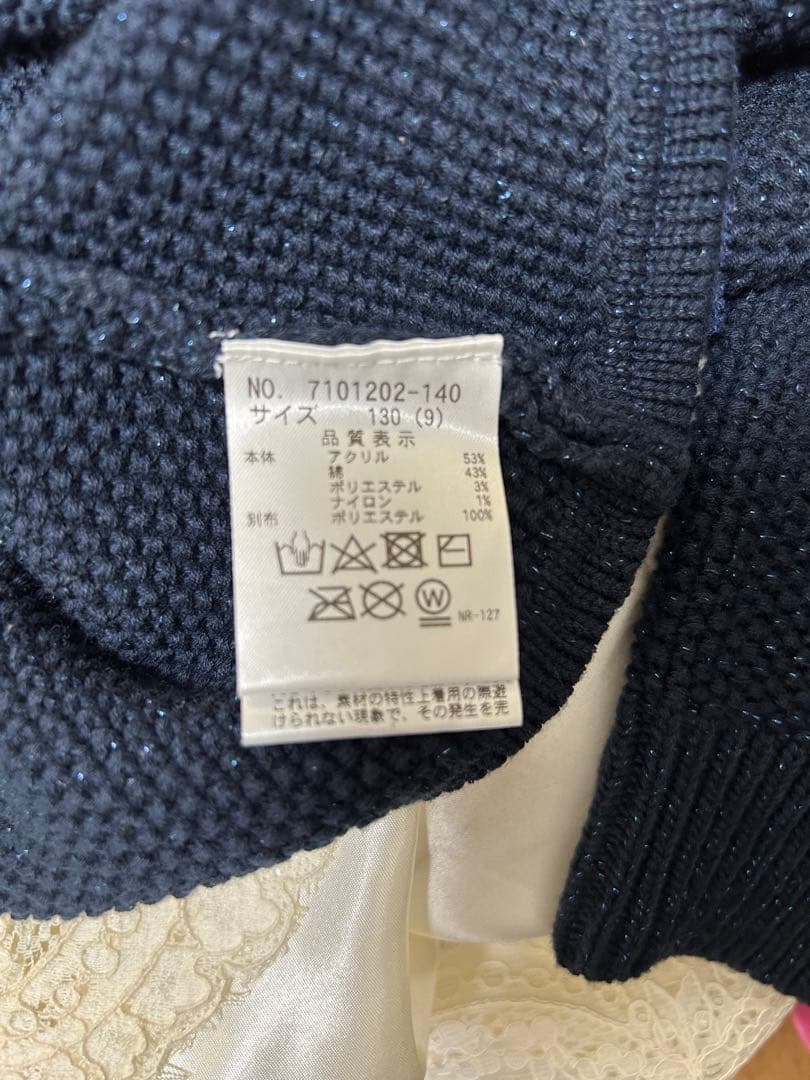 NO. 7101202-140
サイズ 130 (9)
品質表示
本体 アクリル 53%
綿 43%
ポリエステル 3%
ナイロン 1%
別布 ポリエステル 100%
W NR-127
これは、素材の特性上着用の際避
けられない現象で、その発生を完